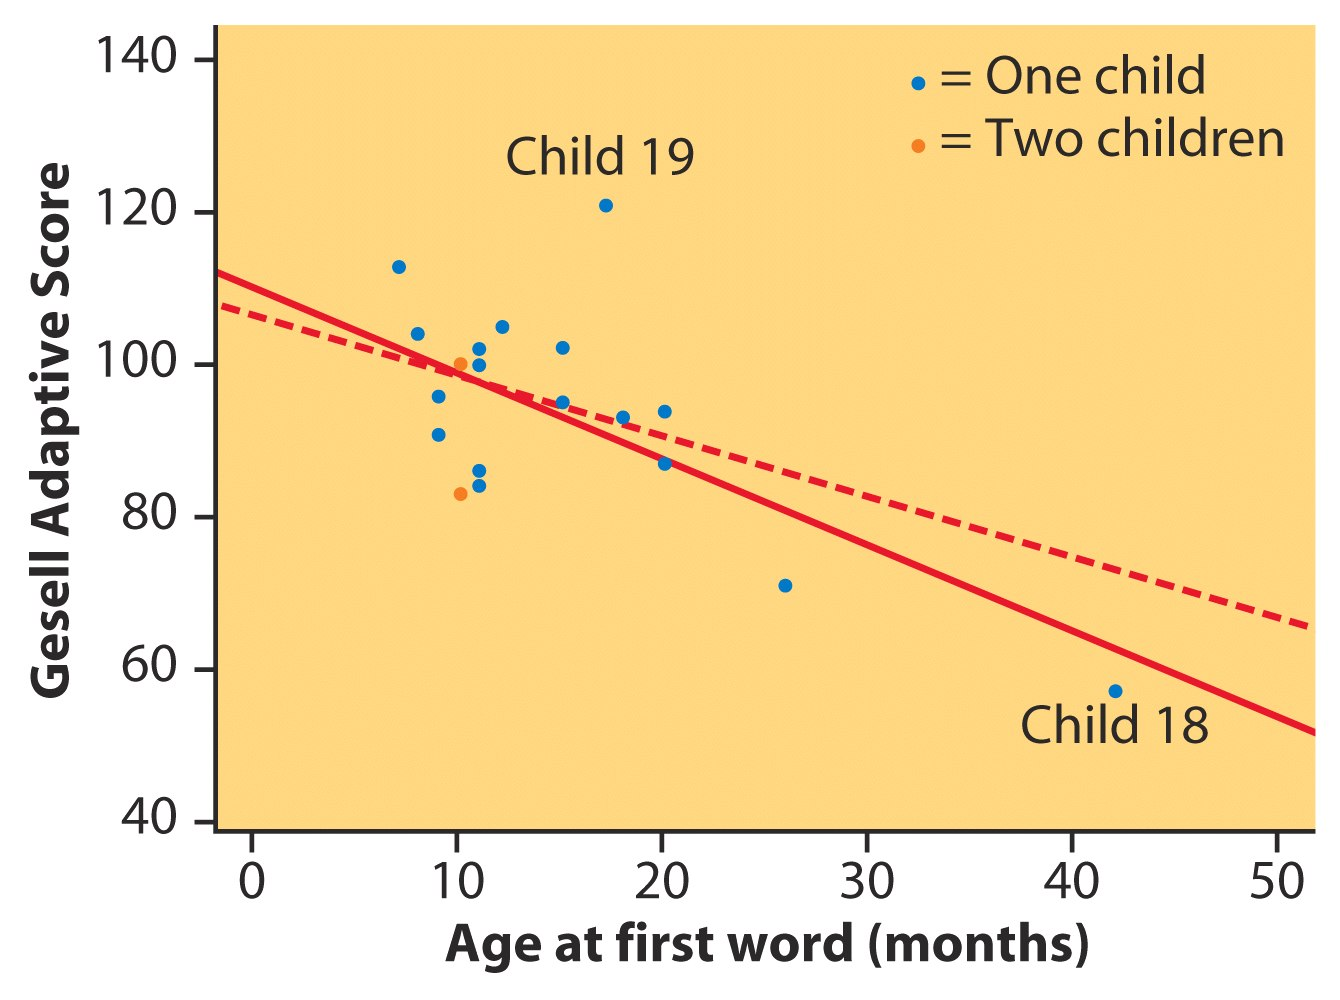 140
120
100
80
60
40
Gesell Adaptive Score
= One child
= Two children
Child 19
Child 18
0 10 20 30 40 50
Age at first word (months)